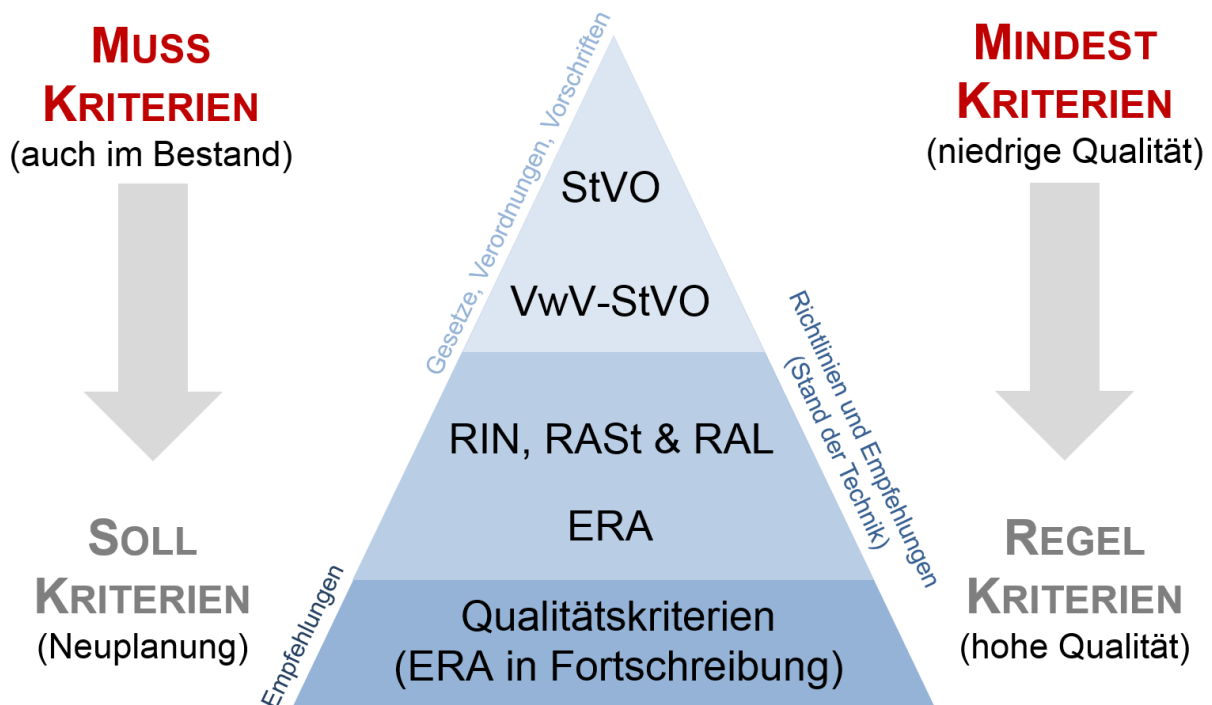 MUSS
KRITERIEN
(auch im Bestand)
SOLL
KRITERIEN
(Neuplanung)
Gesetze, Verordnungen, Vorschriften
StVO
VwV-StVO
Richtlinien und Empfehlungen
(Stand der Technik)
RIN, RASt & RAL
ERA
Empfehlungen
Qualitätskriterien
(ERA in Fortschreibung)
MINDEST
KRITERIEN
(niedrige Qualität)
REGEL
KRITERIEN
(hohe Qualität)